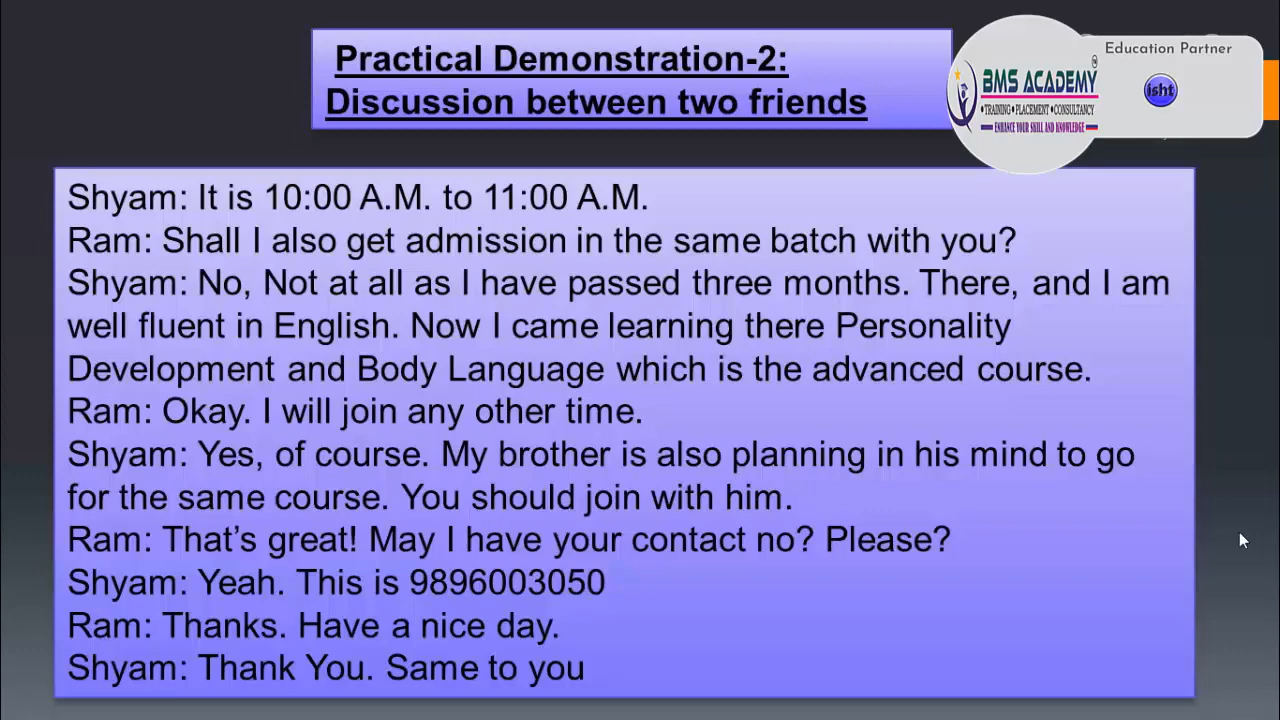 Practical Demonstration-2:
Discussion between two friends
Education Partner
BMS ACADEMY
®
•TRAINING •PLACEMENT •CONSULTANCY
ENHANCE YOUR SKILL AND KNOWLEDGE
isht
Shyam: It is 10:00 A.M. to 11:00 A.M.
Ram: Shall I also get admission in the same batch with you?
Shyam: No, Not at all as I have passed three months. There, and I am
well fluent in English. Now I came learning there Personality
Development and Body Language which is the advanced course.
Ram: Okay. I will join any other time.
Shyam: Yes, of course. My brother is also planning in his mind to go
for the same course. You should join with him.
Ram: That’s great! May I have your contact no? Please?
Shyam: Yeah. This is 9896003050
Ram: Thanks. Have a nice day.
Shyam: Thank You. Same to you